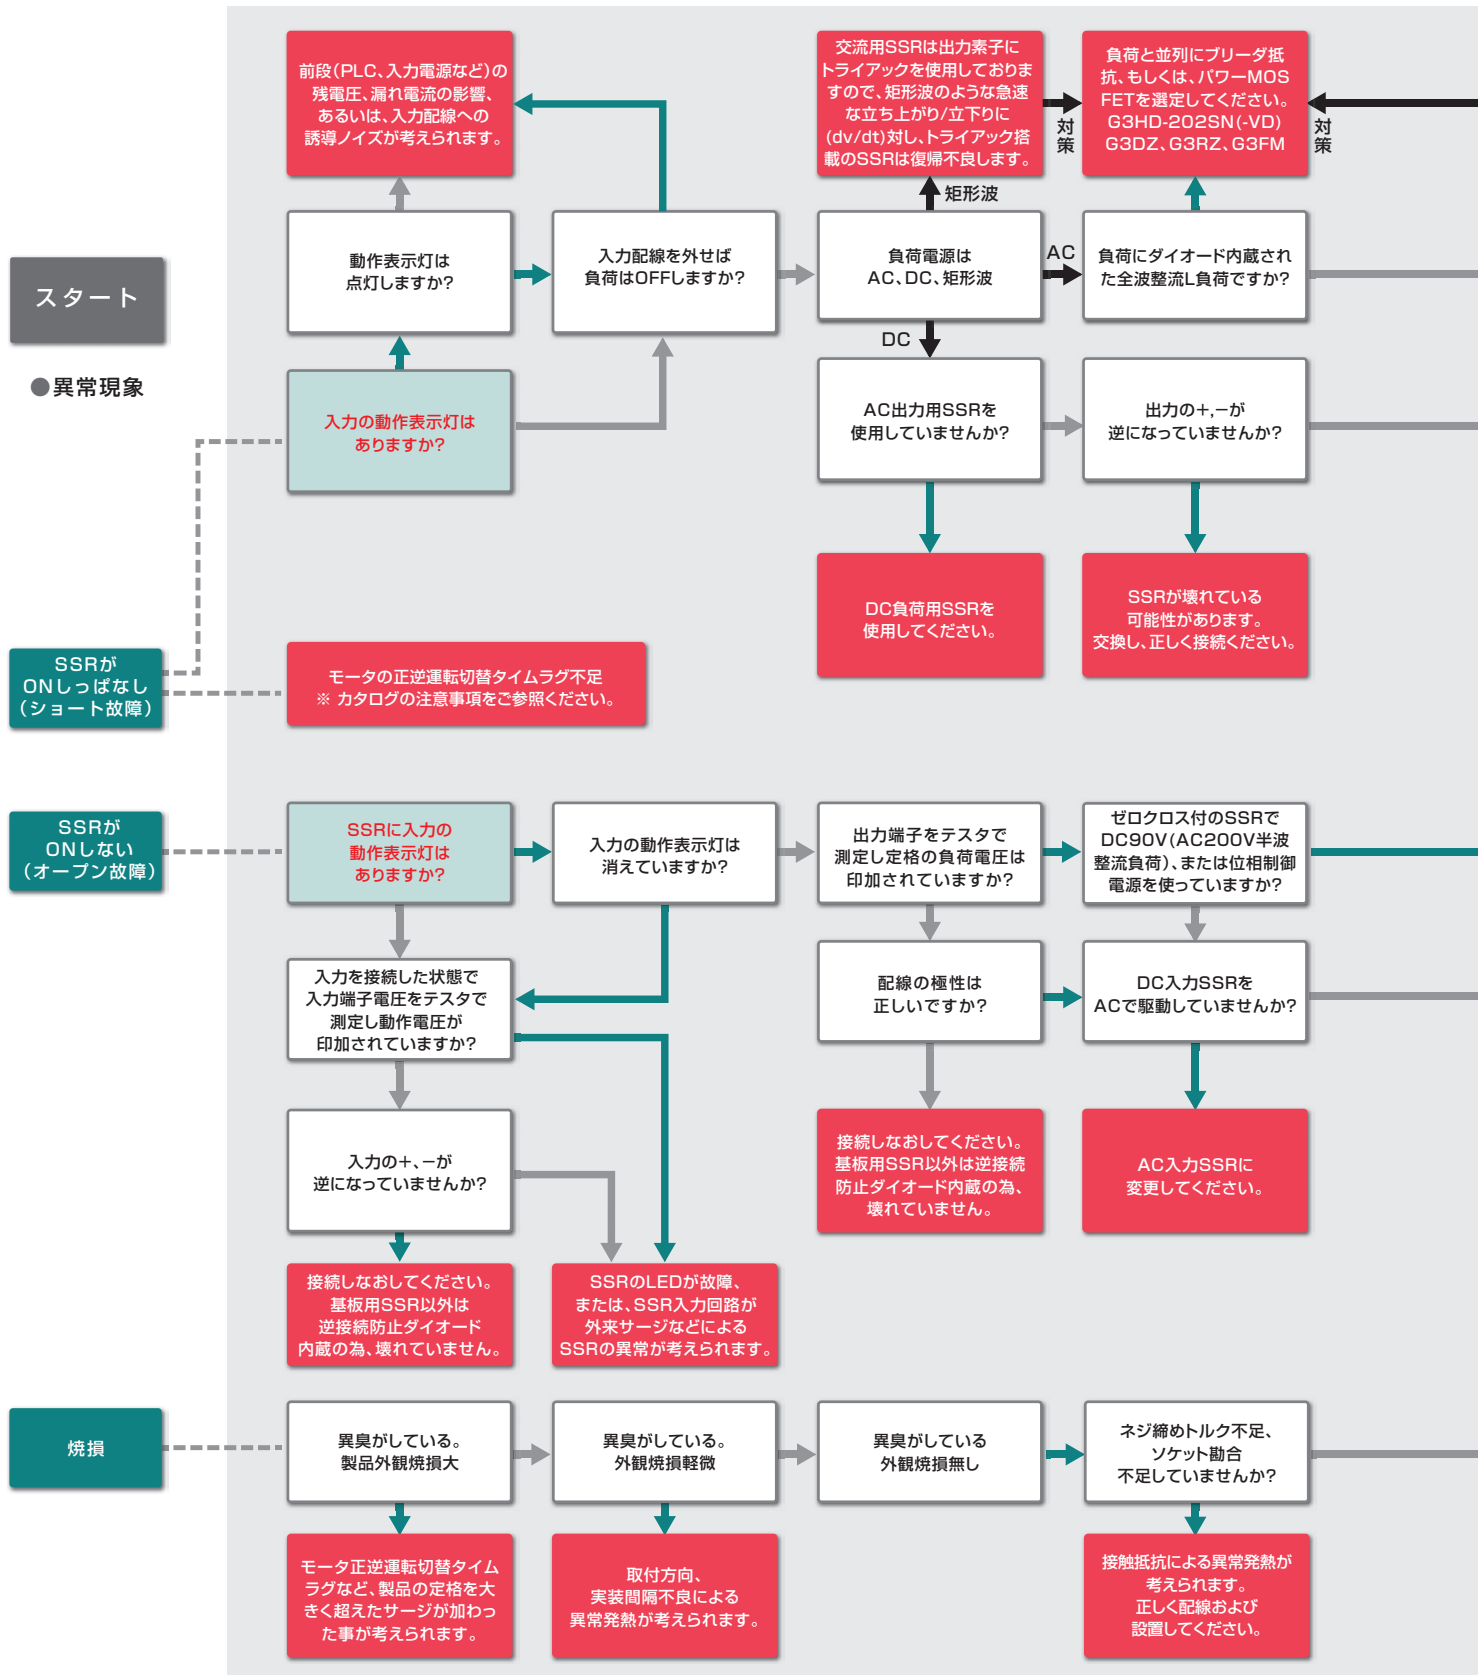 スタート
●異常現象
前段(PLC、入力電源など)の
残電圧、漏れ電流の影響、
あるいは、入力配線への
誘導ノイズが考えられます。
交流用SSRは出力素子に
トライアックを使用しておりま
すので、矩形波のような急速
な立ち上がり/立下りに
(dv/dt)対し、トライアック搭
載のSSRは復帰不良します。
対策
負荷と並列にブリーダ抵
抗、もしくは、パワーMOS
FETを選定してください。
G3HD-202SN(-VD)
G3DZ、G3RZ、G3FM
対策
矩形波
動作表示灯は
点灯しますか?
入力配線を外せば
負荷はOFFしますか?
負荷電源は
AC、DC、矩形波
AC
負荷にダイオード内蔵され
た全波整流L負荷ですか?
DC
入力の動作表示灯は
ありますか?
AC出力用SSRを
使用していませんか?
出力の+,−が
逆になっていませんか?
DC負荷用SSRを
使用してください。
SSRが壊れている
可能性があります。
交換し、正しく接続ください。
SSRが
ONしっぱなし
(ショート故障)
モータの正逆運転切替タイムラグ不足
※ カタログの注意事項をご参照ください。
SSRが
ONしない
(オープン故障)
SSRに入力の
動作表示灯は
ありますか?
入力の動作表示灯は
消えていますか?
出力端子をテスタで
測定し定格の負荷電圧は
印加されていますか?
ゼロクロス付のSSRで
DC90V(AC200V半波
整流負荷)、または位相制御
電源を使っていますか?
入力を接続した状態で
入力端子電圧をテスタで
測定し動作電圧が
印加されていますか?
配線の極性は
正しいですか?
DC入力SSRを
ACで駆動していませんか?
入力の+、−が
逆になっていませんか?
接続しなおしてください。
基板用SSR以外は逆接続
防止ダイオード内蔵の為、
壊れていません。
AC入力SSRに
変更してください。
接続しなおしてください。
基板用SSR以外は
逆接続防止ダイオード
内蔵の為、壊れていません。
SSRのLEDが故障、
または、SSR入力回路が
外来サージなどによる
SSRの異常が考えられます。
焼損
異臭がしている。
製品外観焼損大
異臭がしている。
外観焼損軽微
異臭がしている
外観焼損無し
ネジ締めトルク不足、
ソケット勘合
不足していませんか?
モータ正逆運転切替タイム
ラグなど、製品の定格を大
きく超えたサージが加わっ
た事が考えられます。
取付方向、
実装間隔不良による
異常発熱が考えられます。
接触抵抗による異常発熱が
考えられます。
正しく配線および
設置してください。